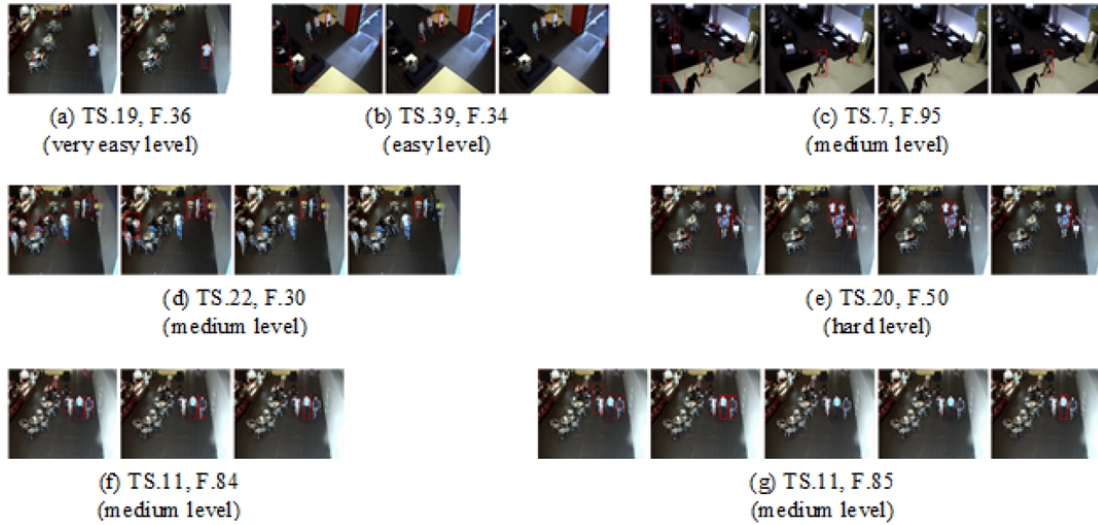 (a) TS.19, F.36
(very easy level)
(b) TS.39, F.34
(easy level)
(c) TS.7, F.95
(medium level)
(d) TS.22, F.30
(medium level)
(e) TS.20, F.50
(hard level)
(f) TS.11, F.84
(medium level)
(g) TS.11, F.85
(medium level)